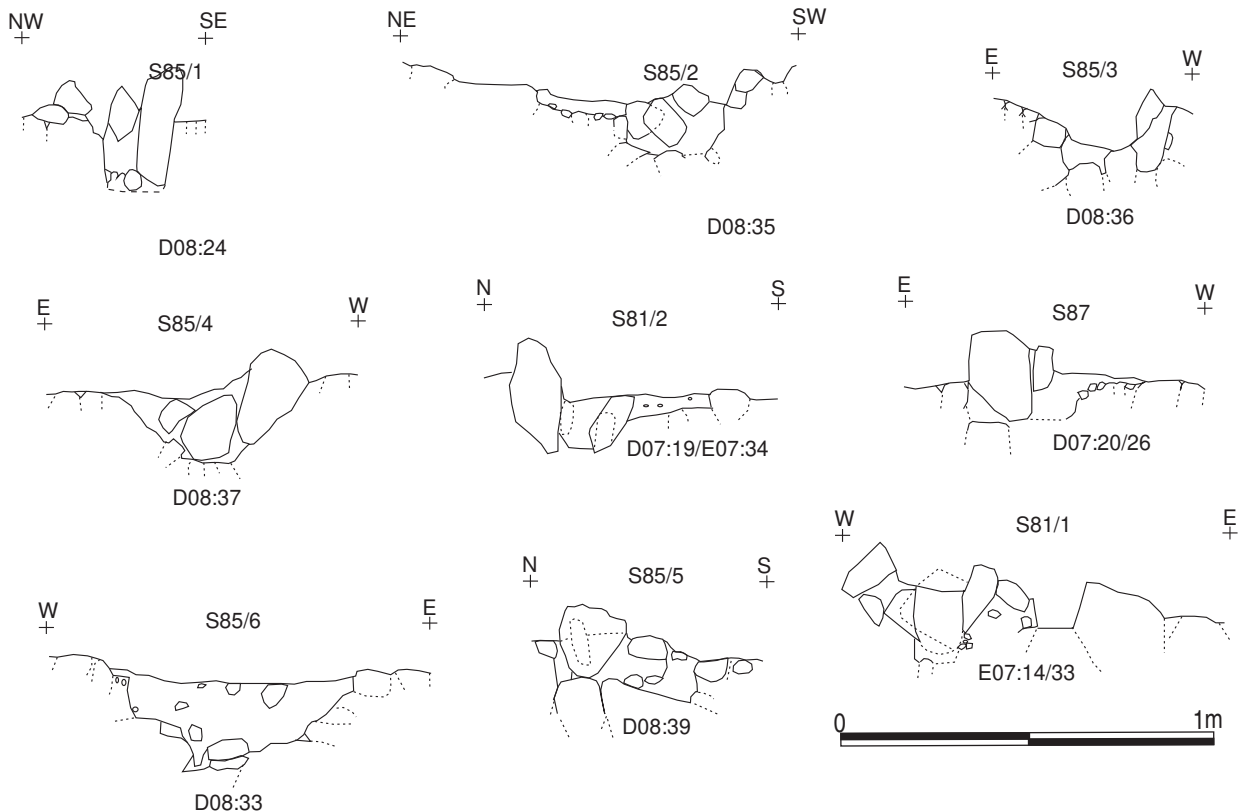 NW SE
S85/1
D08:24
NE SW
S85/2
D08:35
E W
S85/3
D08:36
E W
S85/4
D08:37
N S
S81/2
D07:19/E07:34
E W
S87
D07:20/26
W E
S85/6
D08:33
N S
S85/5
D08:39
W E
S81/1
E07:14/33
0 1m